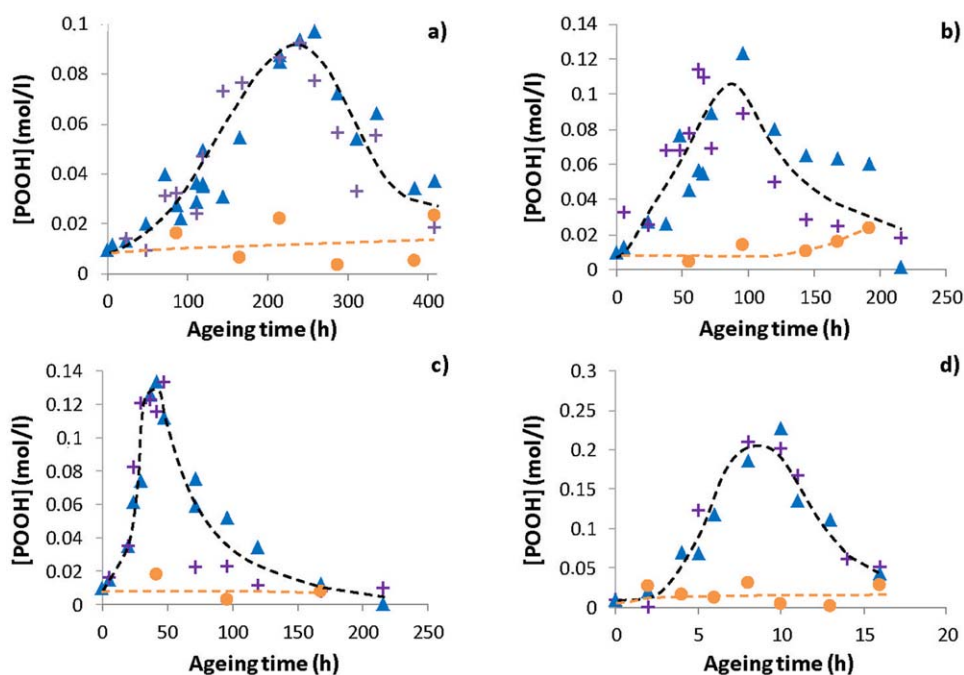 a)
[POOH] (mol/l)
0.1
0.08
0.06
0.04
0.02
0
0 100 200 300 400
Ageing time (h)
b)
[POOH] (mol/l)
0.14
0.12
0.10
0.08
0.06
0.04
0.02
0
0 50 100 150 200 250
Ageing time (h)
c)
[POOH] (mol/l)
0.14
0.12
0.1
0.08
0.06
0.04
0.02
0
0 50 100 150 200 250
Ageing time (h)
d)
[POOH] (mol/l)
0.3
0.25
0.2
0.15
0.1
0.05
0
0 5 10 15 20
Ageing time (h)